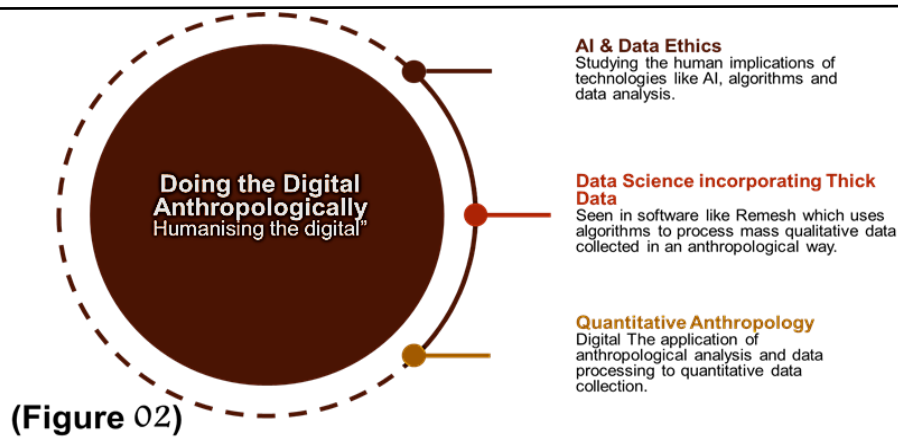 Doing the Digital
Anthropologically
Humanising the digital”
AI & Data Ethics
Studying the human implications of
technologies like AI, algorithms and
data analysis.
Data Science incorporating Thick
Data
Seen in software like Remesh which uses
algorithms to process mass qualitative data
collected in an anthropological way.
Quantitative Anthropology
Digital The application of
anthropological analysis and data
processing to quantitative data
collection.
(Figure 02)